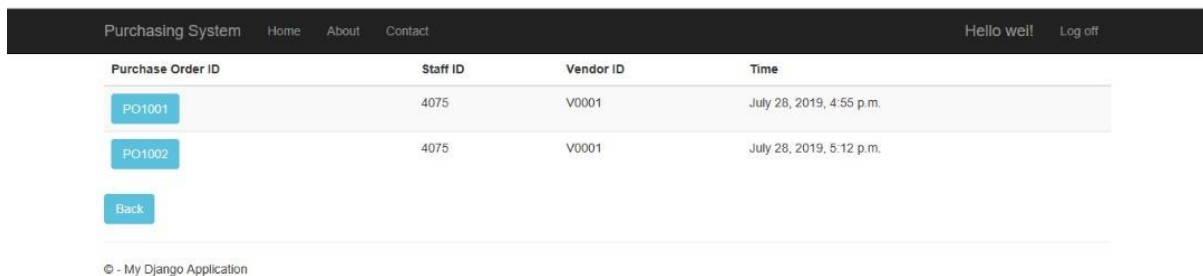 Purchasing System Home About Contact Hello wei! Log off
Purchase Order ID Staff ID Vendor ID Time
PO1001 4075 V0001 July 28, 2019, 4:55 p.m.
PO1002 4075 V0001 July 28, 2019, 5:12 p.m.
Back
© - My Django Application